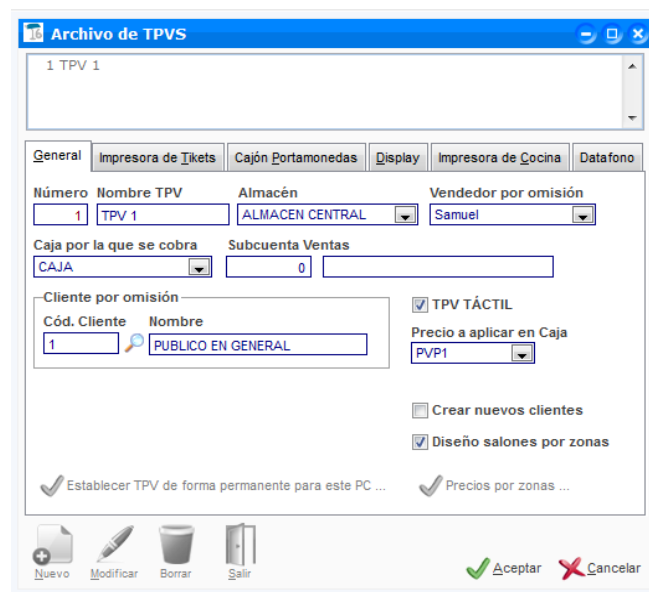 16 Archivo de TPVS
1 TPV 1
General Impresora de Tikets Cajón Portamonedas Display Impresora de Cocina Datafono
Número Nombre TPV Almacén Vendedor por omisión
1 TPV 1 ALMACEN CENTRAL Samuel
Caja por la que se cobra Subcuenta Ventas
CAJA 0
Cliente por omisión TPV TÁCTIL
Cód. Cliente Nombre Precio a aplicar en Caja
1 PUBLICO EN GENERAL PVP1
Crear nuevos clientes
Diseño salones por zonas
Establecer TPV de forma permanente para este PC ... Precios por zonas ...
Nuevo Modificar Borrar Salir Aceptar Cancelar